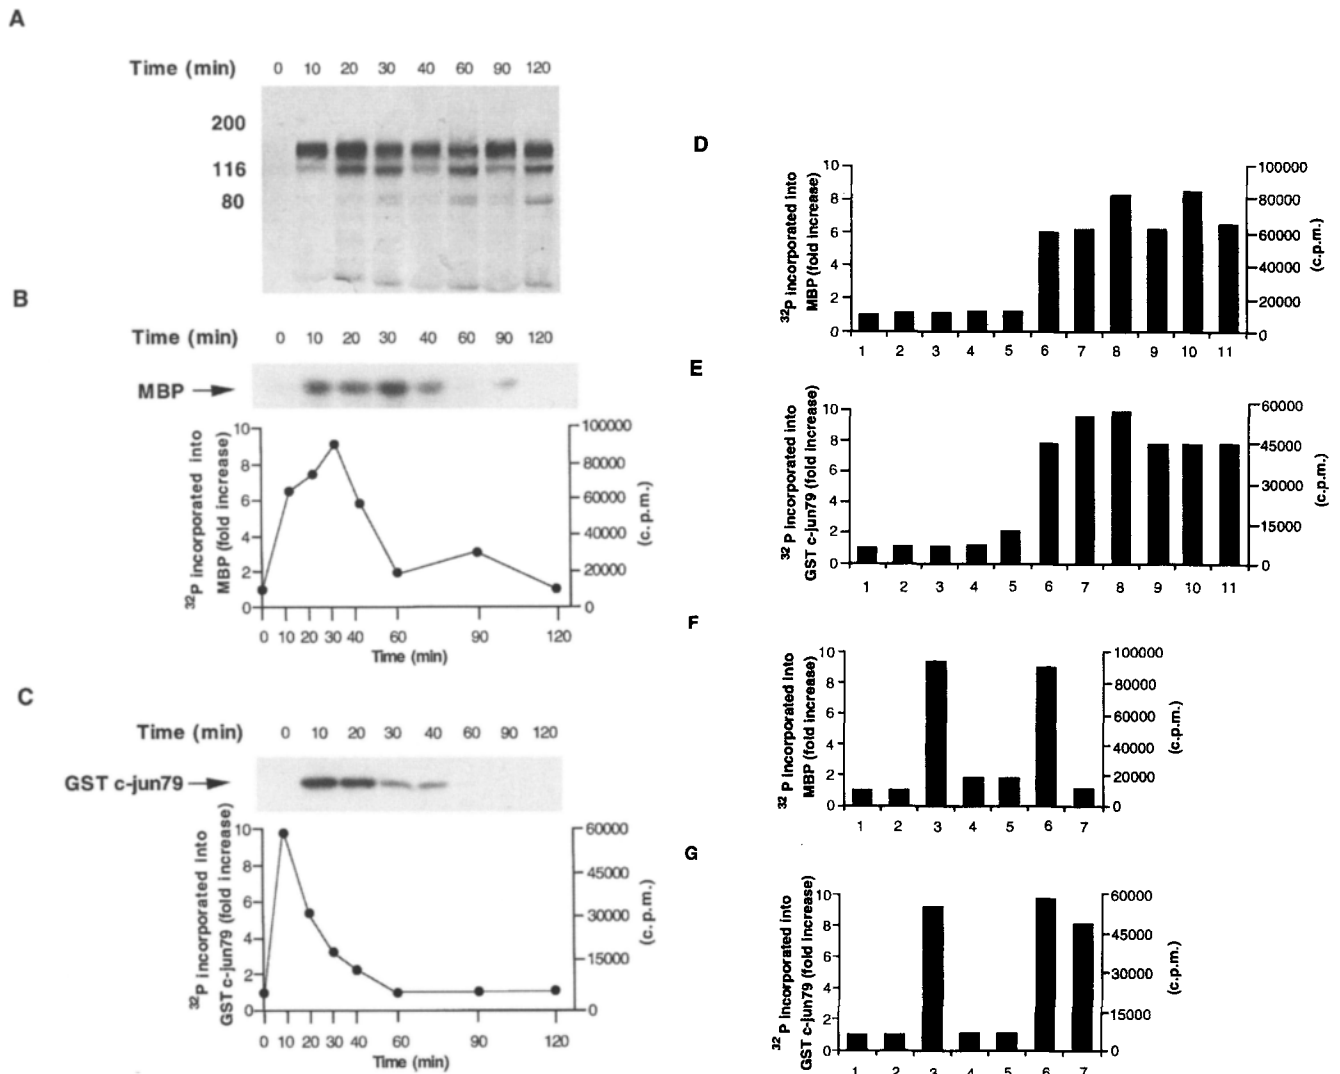 A
Time (min) 0 10 20 30 40 60 90 120
200
116
80
B
Time (min) 0 10 20 30 40 60 90 120
MBP
32P incorporated into
MBP (fold increase)
10
8
6
4
2
0
100000
80000
60000
40000
20000
0
(c.p.m.)
0 10 20 30 40 60 90 120
Time (min)
C
Time (min) 0 10 20 30 40 60 90 120
GST c-jun79
32P incorporated into
GST c-jun79 (fold increase)
10
8
6
4
2
0
60000
45000
30000
15000
0
(c.p.m.)
0 10 20 30 40 60 90 120
Time (min)
D
32P incorporated into
MBP (fold increase)
10
8
6
4
2
0
100000
80000
60000
40000
20000
0
(c.p.m.)
1 2 3 4 5 6 7 8 9 10 11
E
32 P incorporated into
GST c-jun79 (fold increase)
10
8
6
4
2
0
60000
45000
30000
15000
0
(c.p.m.)
1 2 3 4 5 6 7 8 9 10 11
F
32 P incorporated into
MBP (fold increase)
10
8
6
4
2
0
100000
80000
60000
40000
20000
0
(c.p.m.)
1 2 3 4 5 6 7
G
32 P incorporated into
GST c-jun79 (fold increase)
10
8
6
4
2
0
60000
45000
30000
15000
0
(c.p.m.)
1 2 3 4 5 6 7